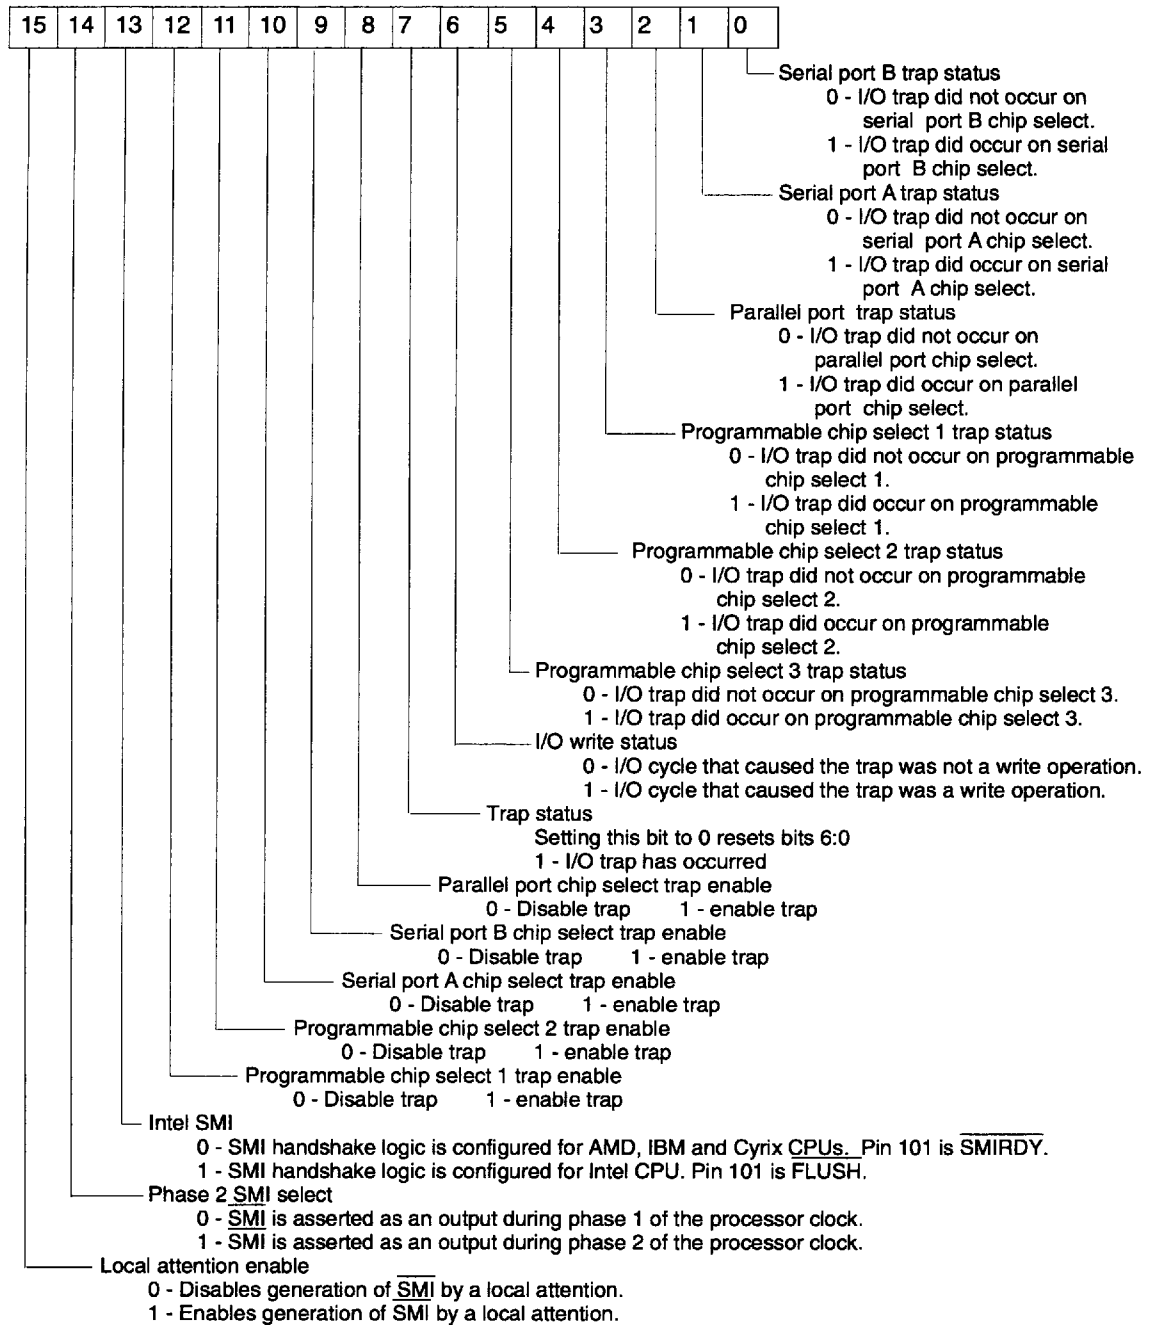 15 14 13 12 11 10 9 8 7 6 5 4 3 2 1 0
Serial port B trap status
0 - I/O trap did not occur on
serial port B chip select.
1 - I/O trap did occur on serial
port B chip select.
Serial port A trap status
0 - I/O trap did not occur on
serial port A chip select.
1 - I/O trap did occur on serial
port A chip select.
Parallel port trap status
0 - I/O trap did not occur on
parallel port chip select.
1 - I/O trap did occur on parallel
port chip select.
Programmable chip select 1 trap status
0 - I/O trap did not occur on programmable
chip select 1.
1 - I/O trap did occur on programmable
chip select 1.
Programmable chip select 2 trap status
0 - I/O trap did not occur on programmable
chip select 2.
1 - I/O trap did occur on programmable
chip select 2.
Programmable chip select 3 trap status
0 - I/O trap did not occur on programmable chip select 3.
1 - I/O trap did occur on programmable chip select 3.
I/O write status
0 - I/O cycle that caused the trap was not a write operation.
1 - I/O cycle that caused the trap was a write operation.
Trap status
Setting this bit to 0 resets bits 6:0
1 - I/O trap has occurred
Parallel port chip select trap enable
0 - Disable trap 1 - enable trap
Serial port B chip select trap enable
0 - Disable trap 1 - enable trap
Serial port A chip select trap enable
0 - Disable trap 1 - enable trap
Programmable chip select 2 trap enable
0 - Disable trap 1 - enable trap
Programmable chip select 1 trap enable
0 - Disable trap 1 - enable trap
Intel SMI
0 - SMI handshake logic is configured for AMD, IBM and Cyrix CPUs. Pin 101 is SMIRDY.
1 - SMI handshake logic is configured for Intel CPU. Pin 101 is FLUSH.
Phase 2 SMI select
0 - SMI is asserted as an output during phase 1 of the processor clock.
1 - SMI is asserted as an output during phase 2 of the processor clock.
Local attention enable
0 - Disables generation of SMI by a local attention.
1 - Enables generation of SMI by a local attention.